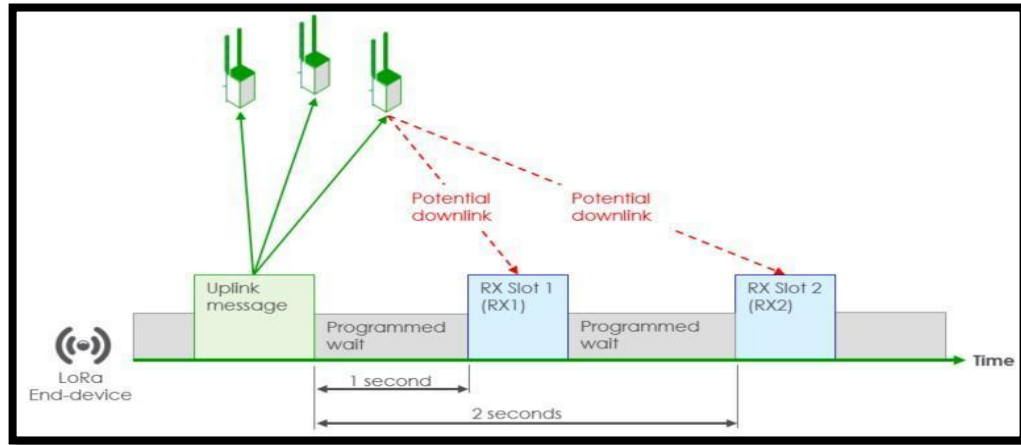 Potential
downlink
Potential
downlink
Uplink
message
RX Slot 1
(RX1)
RX Slot 2
(RX2)
Programmed
wait
Programmed
wait
LoRa
End-device
Time
1 second
2 seconds